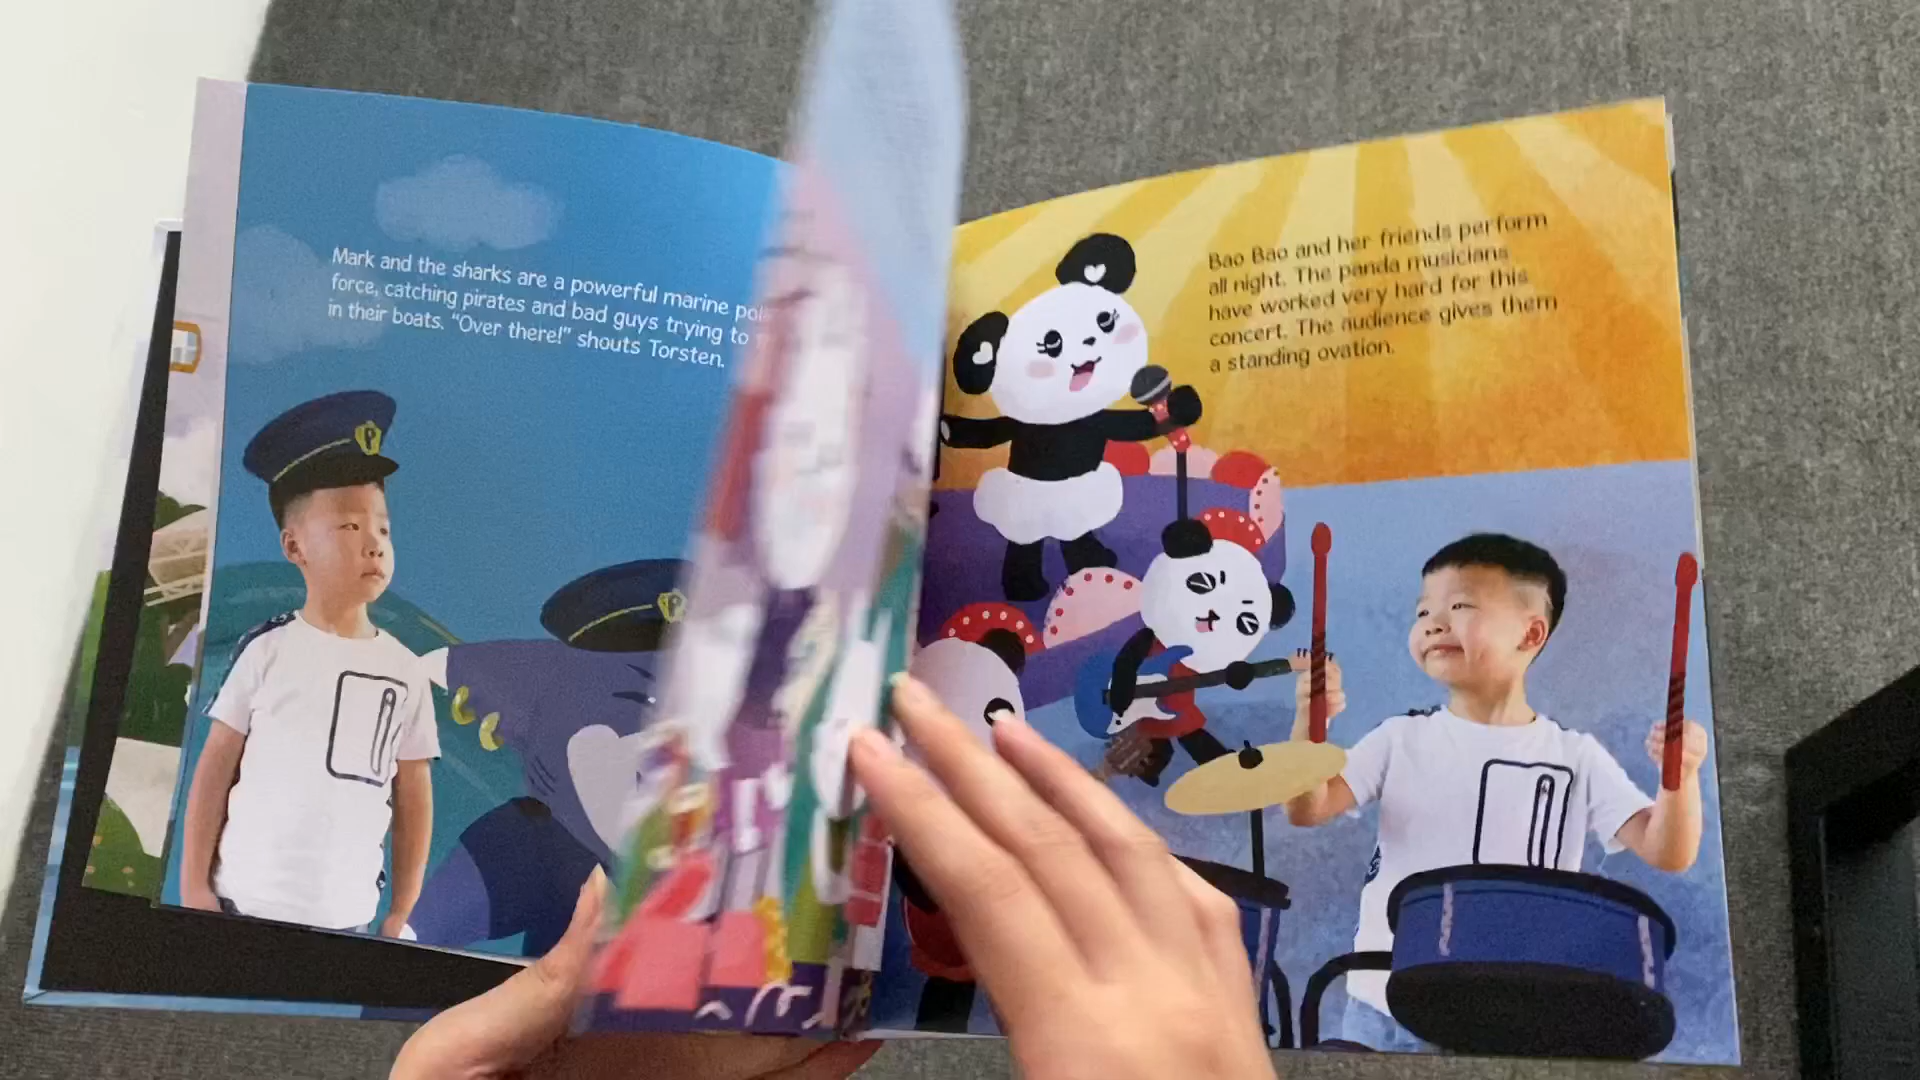 Mark and the sharks are a powerful marine
force, catching pirates and bad guys trying to
in their boats. “Over there!” shouts Torsten.
P
P
Bao Bao and her friends perform
all night. The panda musicians
have worked very hard for this
concert. The audience gives them
a standing ovation.